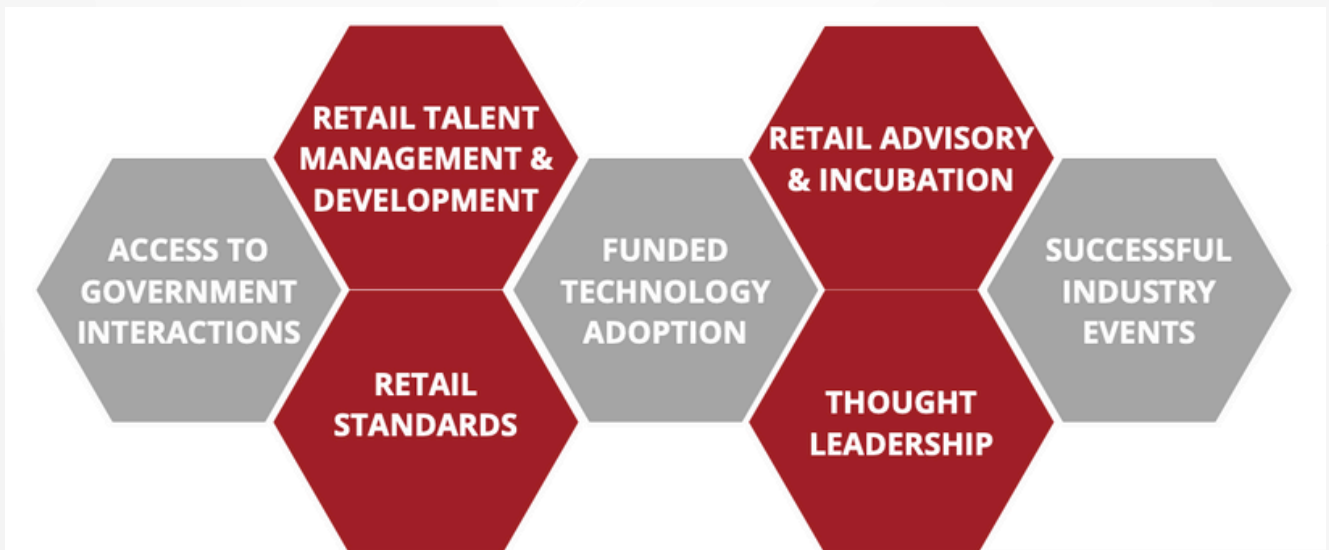 ACCESS TO
GOVERNMENT
INTERACTIONS
RETAIL TALENT
MANAGEMENT &
DEVELOPMENT
RETAIL
STANDARDS
FUNDED
TECHNOLOGY
ADOPTION
RETAIL ADVISORY
& INCUBATION
THOUGHT
LEADERSHIP
SUCCESSFUL
INDUSTRY
EVENTS